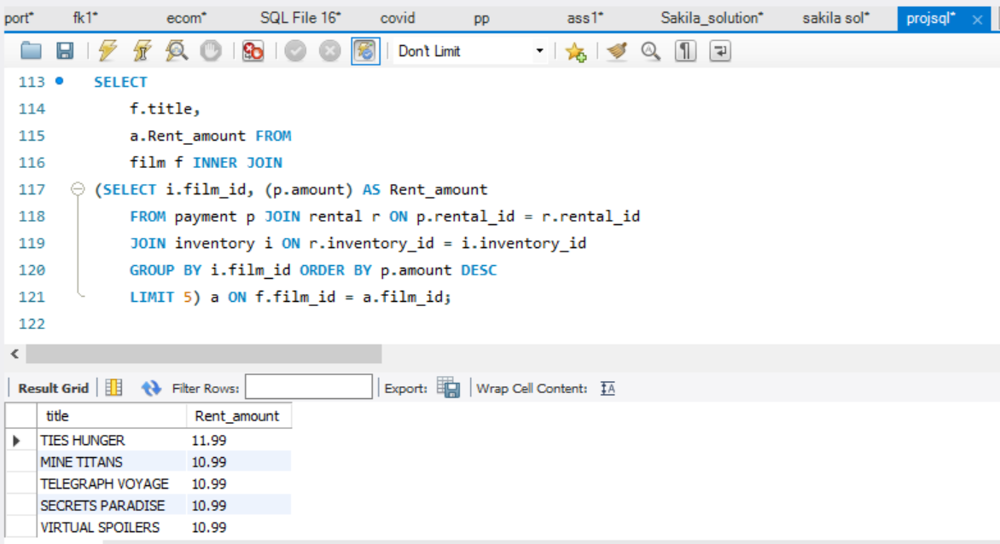 port* fk1* ecom* SQL File 16* covid pp ass1* Sakila_solution* sakila sol* projsql* ×
Don't Limit
113 SELECT
114 f.title,
115 a.Rent_amount FROM
116 film f INNER JOIN
117 (SELECT i.film_id, (p.amount) AS Rent_amount
118 FROM payment p JOIN rental r ON p.rental_id = r.rental_id
119 JOIN inventory i ON r.inventory_id = i.inventory_id
120 GROUP BY i.film_id ORDER BY p.amount DESC
121 LIMIT 5) a ON f.film_id = a.film_id;
122
Result Grid Filter Rows: Export: Wrap Cell Content:
title Rent_amount
TIES HUNGER 11.99
MINE TITANS 10.99
TELEGRAPH VOYAGE 10.99
SECRETS PARADISE 10.99
VIRTUAL SPOILERS 10.99